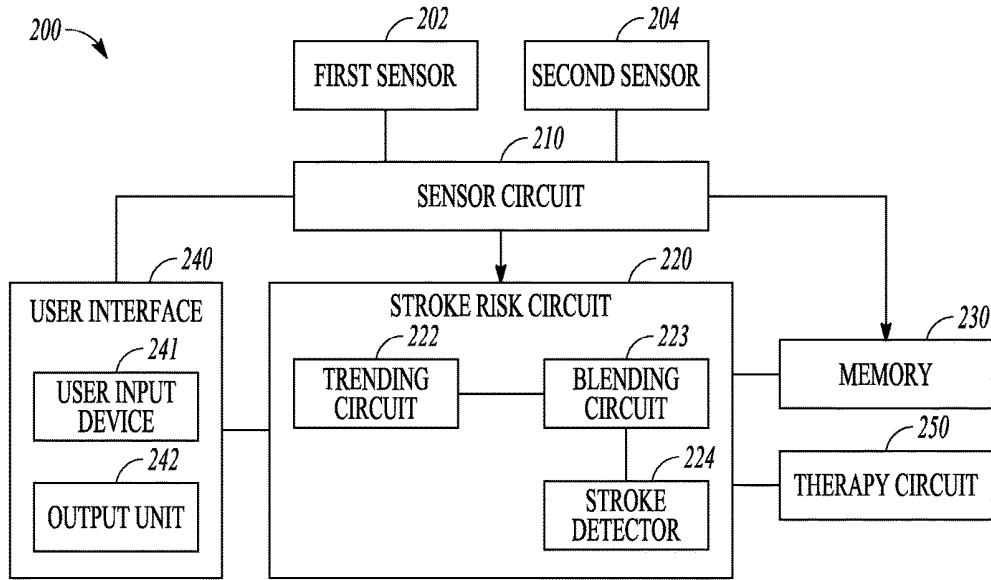 200
202
204
FIRST SENSOR
SECOND SENSOR
210
SENSOR CIRCUIT
240
220
USER INTERFACE
STROKE RISK CIRCUIT
241
222
223
230
USER INPUT
DEVICE
TRENDING
CIRCUIT
BLENDING
CIRCUIT
MEMORY
242
224
250
OUTPUT UNIT
STROKE
DETECTOR
THERAPY CIRCUIT